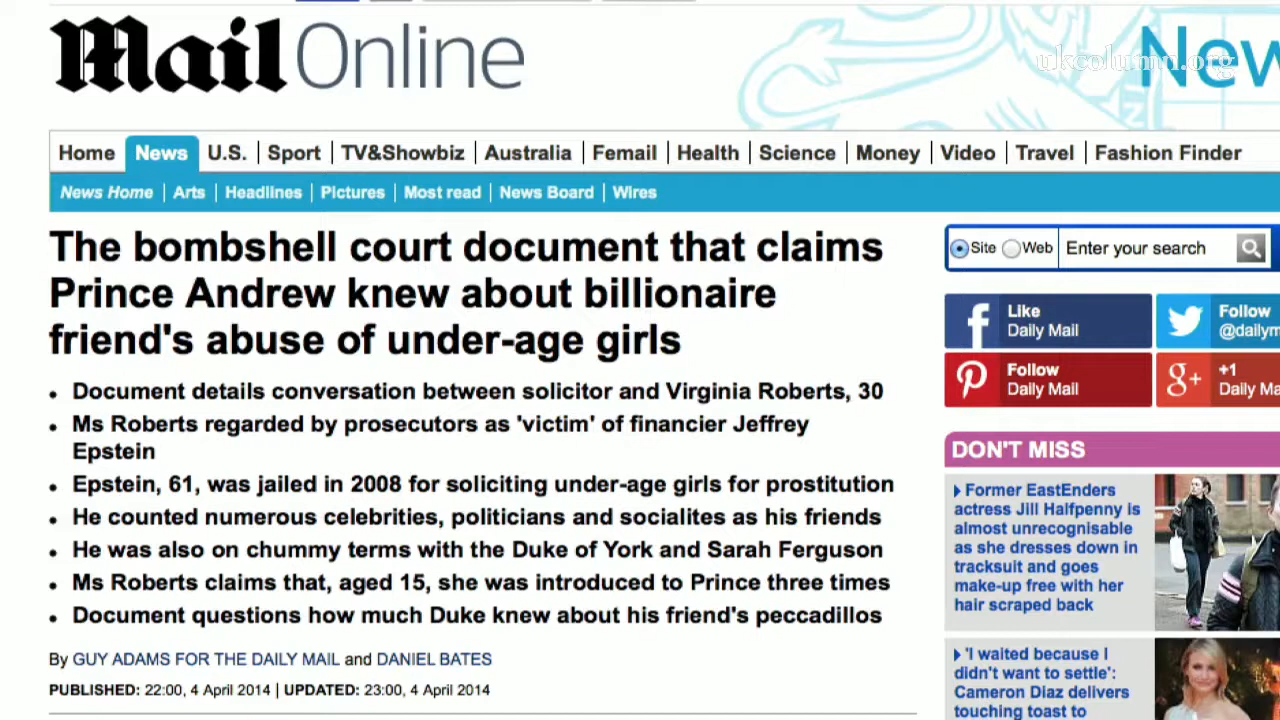 Mail Online
ukcolumn.org
New
Home News U.S. Sport TV&Showbiz Australia Femail Health Science Money Video Travel Fashion Finder
News Home Arts Headlines Pictures Most read News Board Wires
The bombshell court document that claims
Prince Andrew knew about billionaire
friend's abuse of under-age girls
• Document details conversation between solicitor and Virginia Roberts, 30
• Ms Roberts regarded by prosecutors as 'victim' of financier Jeffrey
Epstein
• Epstein, 61, was jailed in 2008 for soliciting under-age girls for prostitution
• He counted numerous celebrities, politicians and socialites as his friends
• He was also on chummy terms with the Duke of York and Sarah Ferguson
• Ms Roberts claims that, aged 15, she was introduced to Prince three times
• Document questions how much Duke knew about his friend's peccadillos
By GUY ADAMS FOR THE DAILY MAIL and DANIEL BATES
PUBLISHED: 22:00, 4 April 2014 | UPDATED: 23:00, 4 April 2014
Site Web Enter your search
Like
Daily Mail
Follow
@dailym
Follow
Daily Mail
+1
Daily Ma
DON'T MISS
Former EastEnders
actress Jill Halfpenny is
almost unrecognisable
as she dresses down in
tracksuit and goes
make-up free with her
hair scraped back
'I waited because I
didn't want to settle':
Cameron Diaz delivers
touching toast to